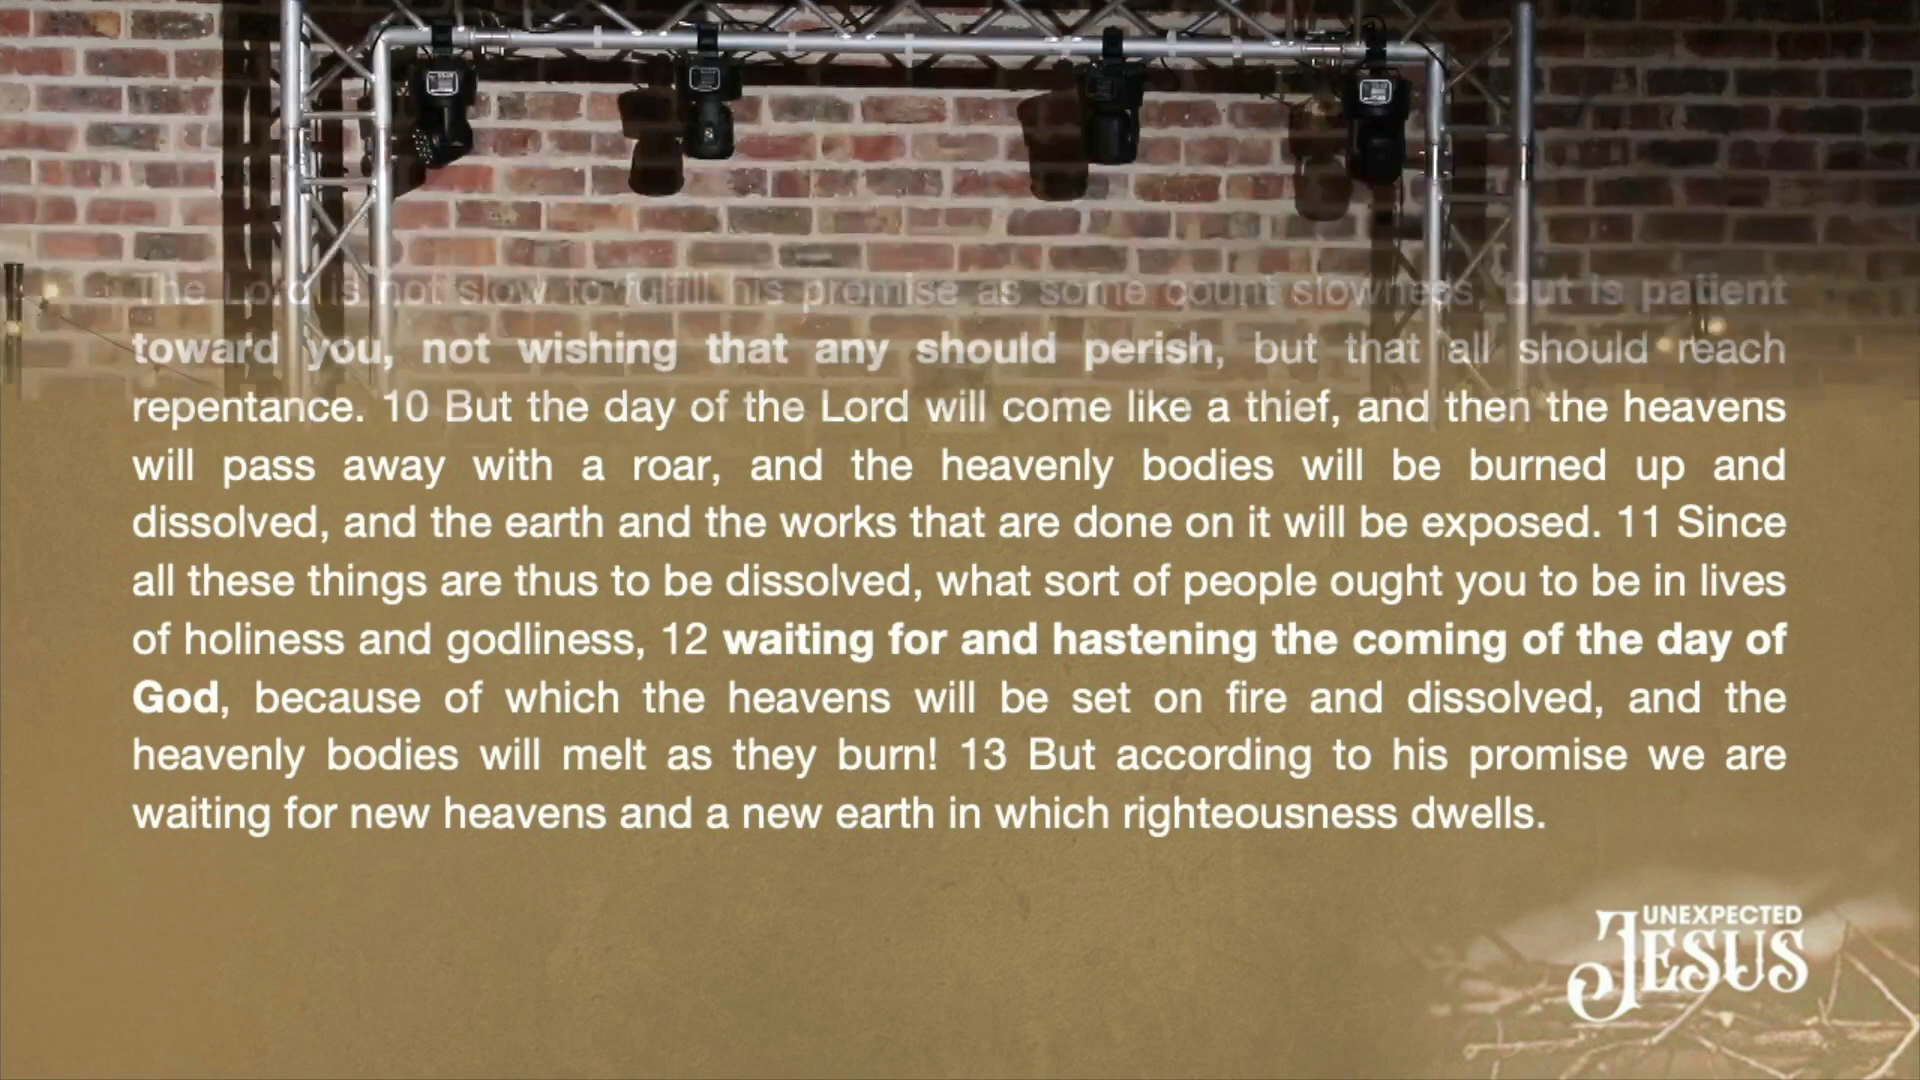 The Lord is not slow to fulfill his promise as some count slowness, but is patient
toward you, not wishing that any should perish, but that all should reach
repentance. 10 But the day of the Lord will come like a thief, and then the heavens
will pass away with a roar, and the heavenly bodies will be burned up and
dissolved, and the earth and the works that are done on it will be exposed. 11 Since
all these things are thus to be dissolved, what sort of people ought you to be in lives
of holiness and godliness, 12 waiting for and hastening the coming of the day of
God, because of which the heavens will be set on fire and dissolved, and the
heavenly bodies will melt as they burn! 13 But according to his promise we are
waiting for new heavens and a new earth in which righteousness dwells.
UNEXPECTED
JESUS